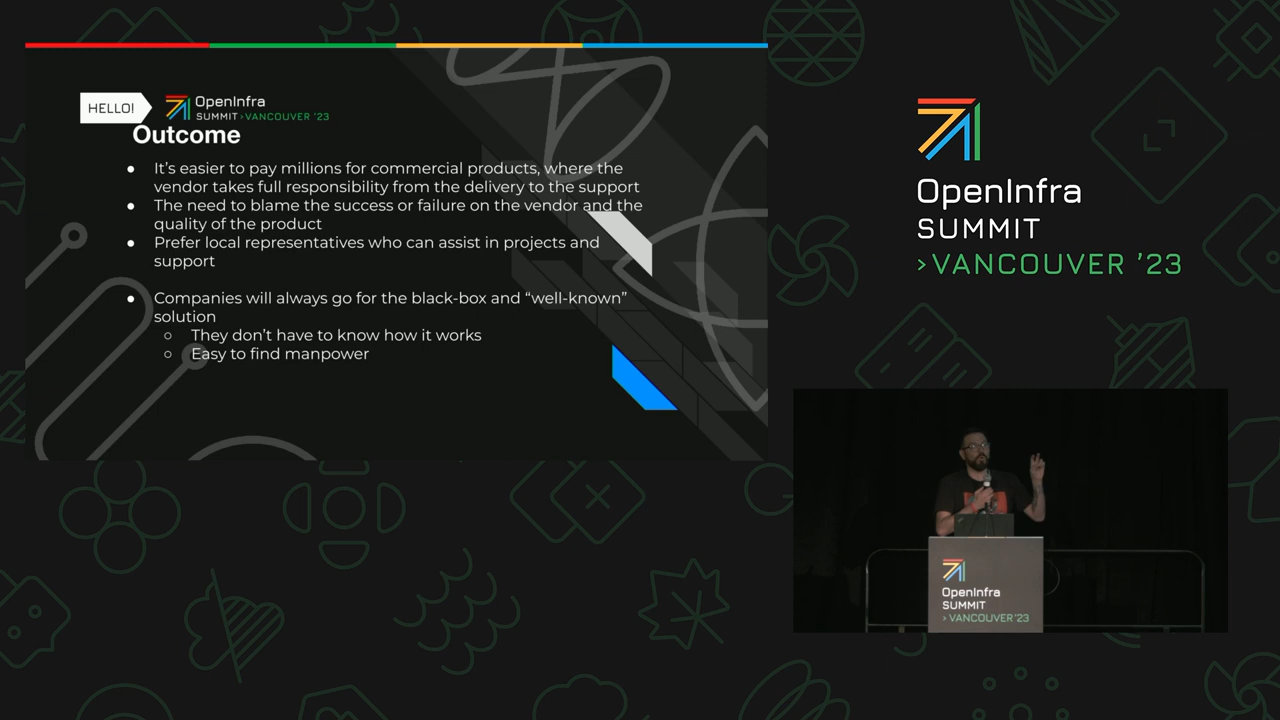 HELLO!
OpenInfra
SUMMIT›VANCOUVER '23
Outcome
● It's easier to pay millions for commercial products, where the
vendor takes full responsibility from the delivery to the support
● The need to blame the success or failure on the vendor and the
quality of the product
● Prefer local representatives who can assist in projects and
support
● Companies will always go for the black-box and “well-known”
solution
○ They don't have to know how it works
○ Easy to find manpower
OpenInfra
SUMMIT
›VANCOUVER '23
OpenInfra
SUMMIT
›VANCOUVER '23